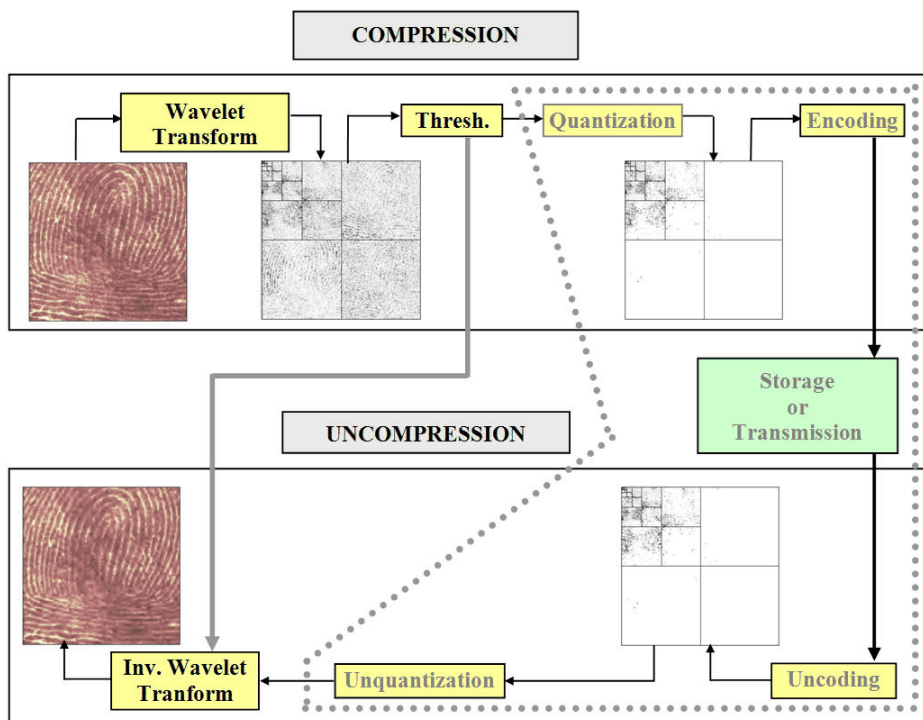 COMPRESSION
Wavelet
Transform
Thresh.
Quantization
Encoding
Storage
or
Transmission
UNCOMPRESSION
Inv. Wavelet
Tranform
Unquantization
Uncoding